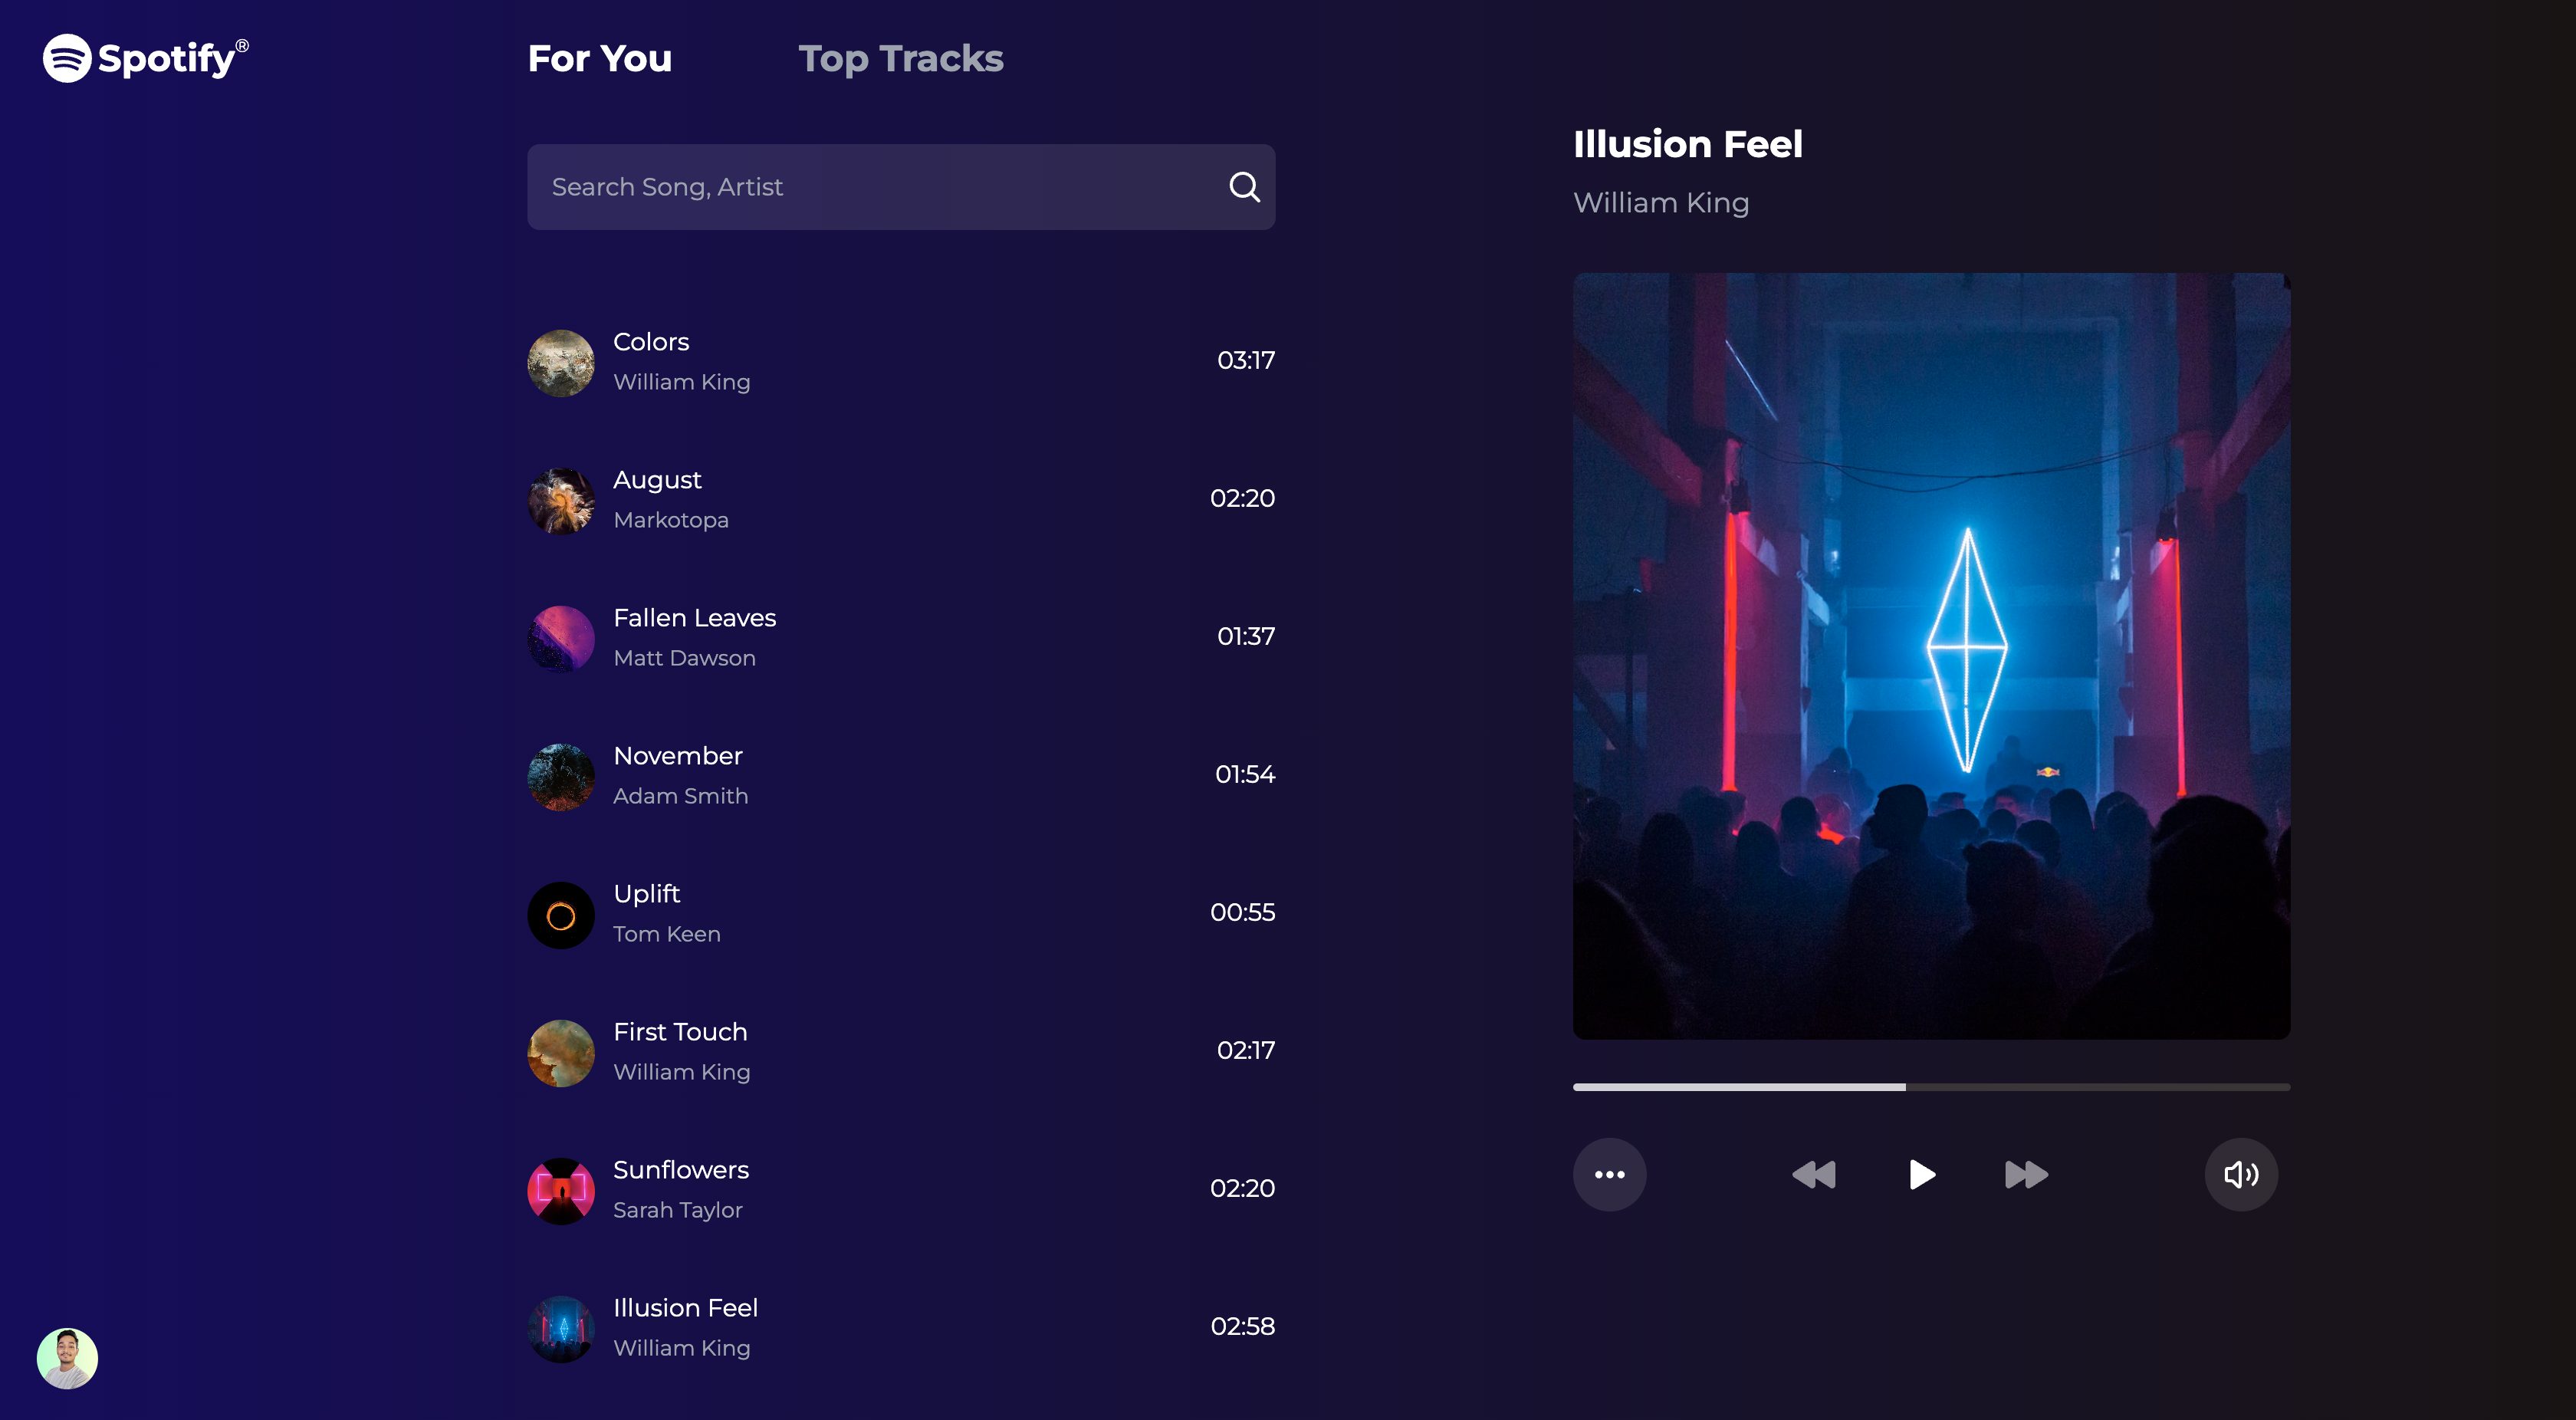 Spotify®
For You
Top Tracks
Search Song, Artist
Colors
William King
03:17
August
Markotopa
02:20
Fallen Leaves
Matt Dawson
01:37
November
Adam Smith
01:54
Uplift
Tom Keen
00:55
First Touch
William King
02:17
Sunflowers
Sarah Taylor
02:20
Illusion Feel
William King
02:58
Illusion Feel
William King